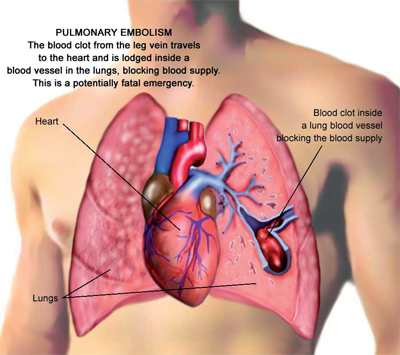 PULMONARY EMBOLISM
The blood clot from the leg vein travels
to the heart and is lodged inside a
blood vessel in the lungs, blocking blood supply.
This is a potentially fatal emergency.
Blood clot inside
a lung blood vessel
blocking the blood supply
Heart
Lungs